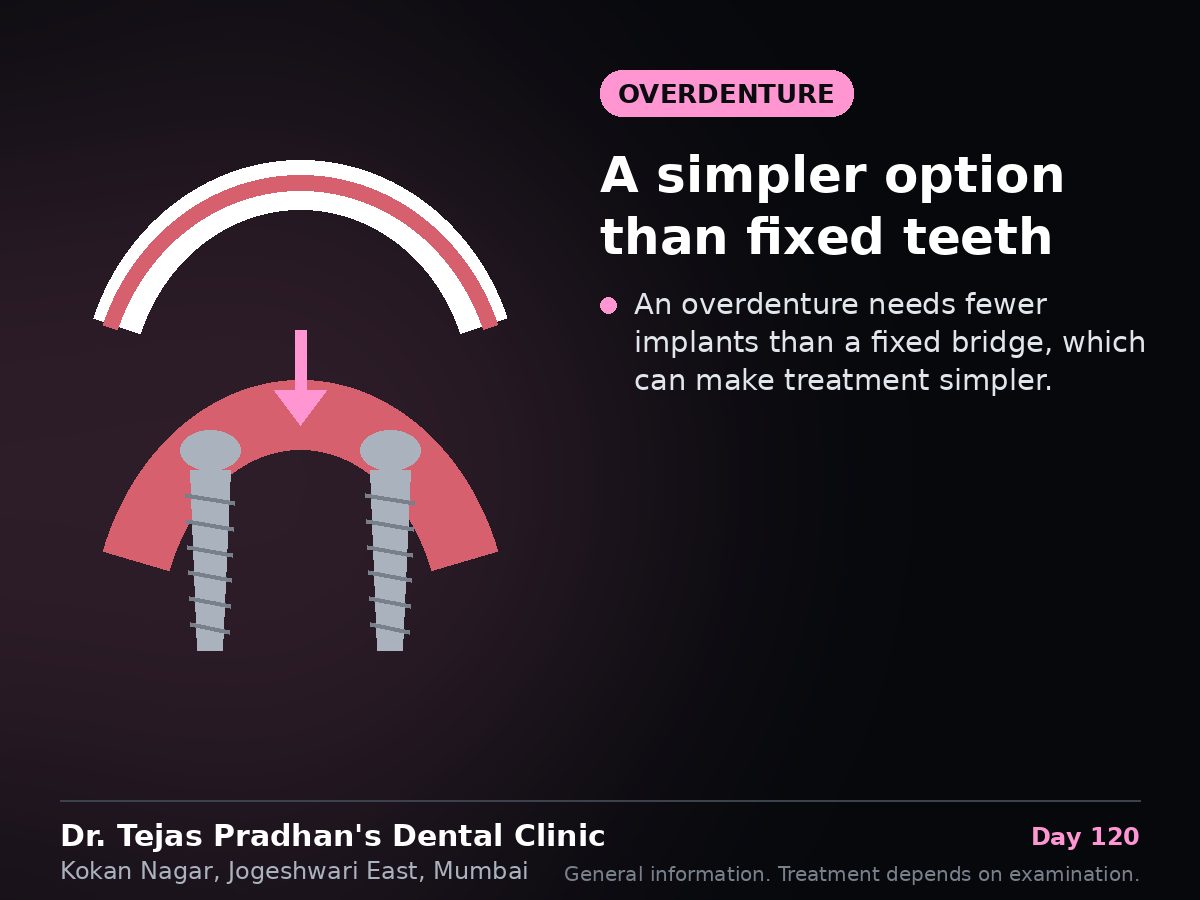 OVERDENTURE
A simpler option
than fixed teeth
An overdenture needs fewer
implants than a fixed bridge, which
can make treatment simpler.
Dr. Tejas Pradhan's Dental Clinic
Day 120
Kokan Nagar, Jogeshwari East, Mumbai
General information. Treatment depends on examination.